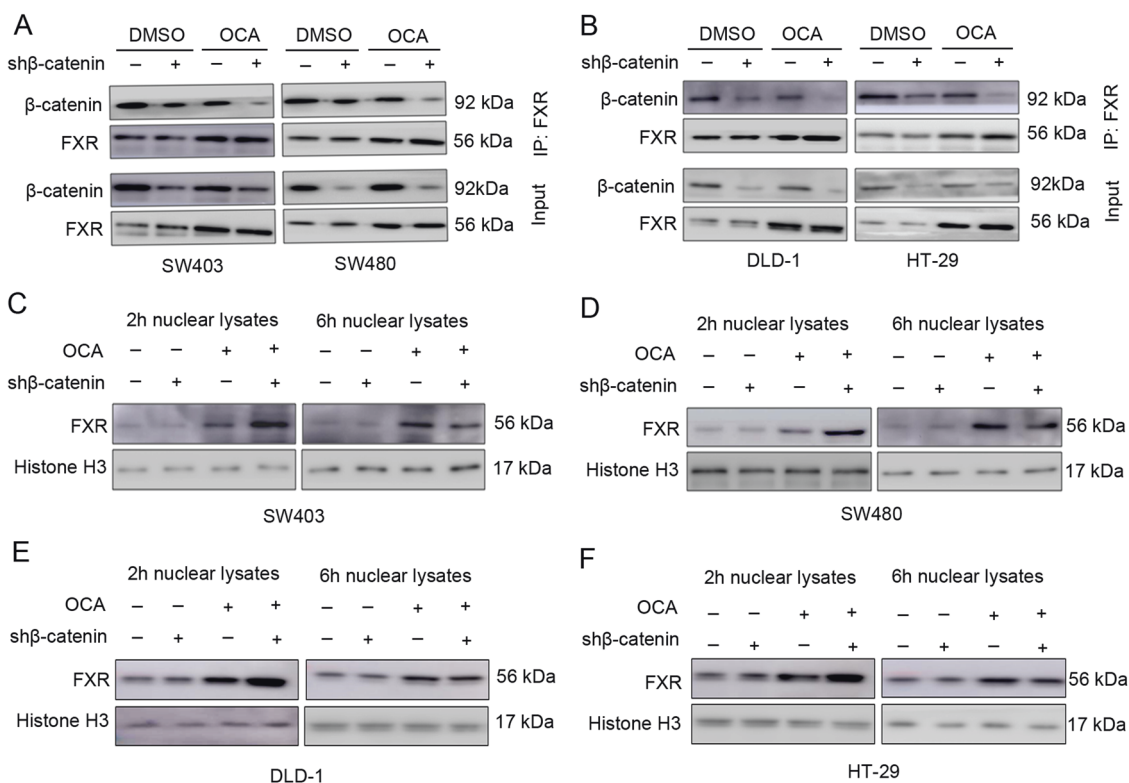 A
DMSO OCA DMSO OCA
shβ-catenin – + – + – + – +
β-catenin 92 kDa
FXR 56 kDa
IP: FXR
β-catenin 92kDa
FXR 56 kDa
Input
SW403 SW480
B
DMSO OCA DMSO OCA
shβ-catenin – + – + – + – +
β-catenin 92 kDa
FXR 56 kDa
IP: FXR
β-catenin 92kDa
FXR 56 kDa
Input
DLD-1 HT-29
C
2h nuclear lysates 6h nuclear lysates
OCA – – + + – – + +
shβ-catenin – + – + – + – +
FXR 56 kDa
Histone H3 17 kDa
SW403
D
2h nuclear lysates 6h nuclear lysates
OCA – – + + – – + +
shβ-catenin – + – + – + – +
FXR 56 kDa
Histone H3 17 kDa
SW480
E
2h nuclear lysates 6h nuclear lysates
OCA – – + + – – + +
shβ-catenin – + – + – + – +
FXR 56 kDa
Histone H3 17 kDa
DLD-1
F
2h nuclear lysates 6h nuclear lysates
OCA – – + + – – + +
shβ-catenin – + – + – + – +
FXR 56 kDa
Histone H3 17 kDa
HT-29